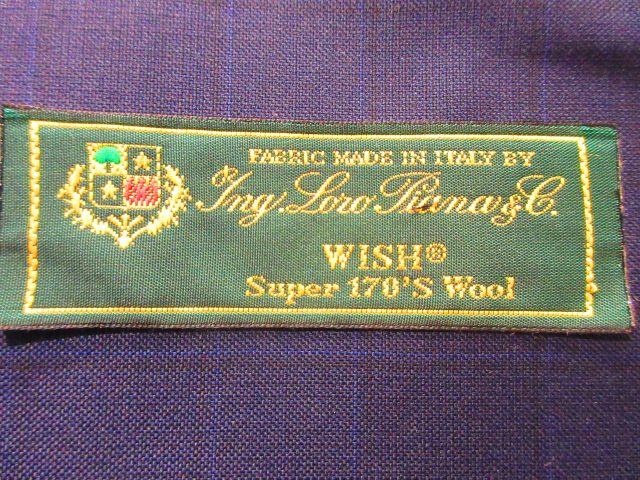 FABRIC MADE IN ITALY BY
Ing. Loro Piana & C.
WISH®
Super 170'S Wool